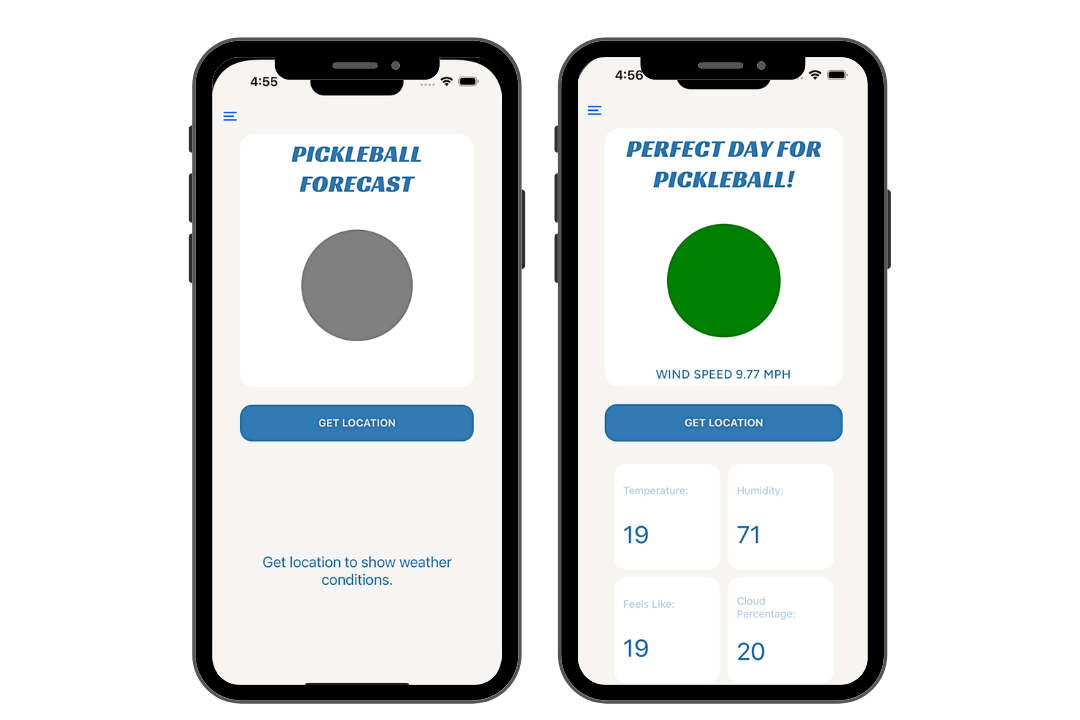 4:55
PICKLEBALL
FORECAST
GET LOCATION
Get location to show weather
conditions.
4:56
PERFECT DAY FOR
PICKLEBALL!
WIND SPEED 9.77 MPH
GET LOCATION
Temperature:
19
Humidity:
71
Feels Like:
19
Cloud
Percentage:
20